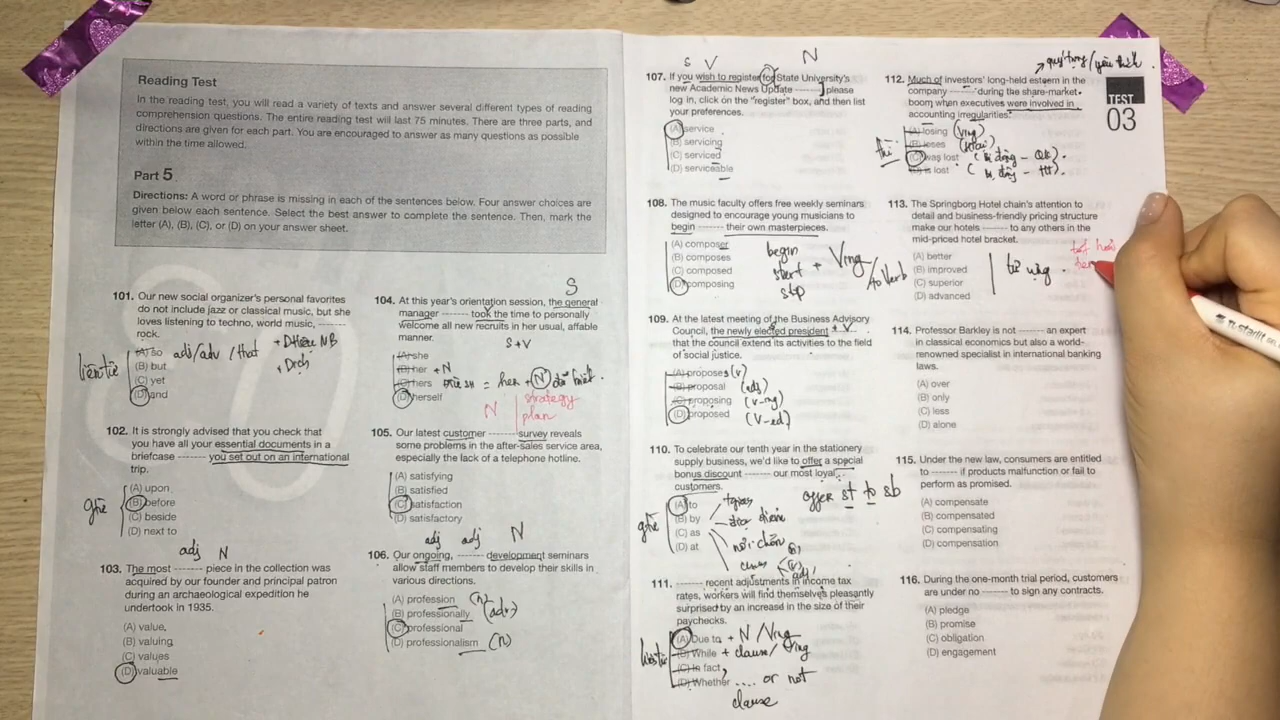 Reading Test
In the reading test, you will read a variety of texts and answer several different types of reading
comprehension questions. The entire reading test will last 75 minutes. There are three parts, and
directions are given for each part. You are encouraged to answer as many questions as possible
within the time allowed.
Part 5
Directions: A word or phrase is missing in each of the sentences below. Four answer choices are
given below each sentence. Select the best answer to complete the sentence. Then, mark the
letter (A), (B), (C), or (D) on your answer sheet.
101. Our new social organizer's personal favorites
do not include jazz or classical music, but she
loves listening to techno, world music, --------
rock.
liên từ
(A) so adj/adv / that
(B) but
(C) yet
(D) and
102. It is strongly advised that you check that
you have all your essential documents in a
briefcase -------- you set out on an international
trip.
(A) upon
(B) before
(C) beside
(D) next to
adj N
103. The most -------- piece in the collection was
acquired by our founder and principal patron
during an archaeological expedition he
undertook in 1935.
(A) value
(B) valuing
(C) values
(D) valuable
S
104. At this year's orientation session, the general
manager -------- took the time to personally
welcome all new recruits in her usual, affable
manner.
S+V
(A) she
(B) her + N
(C) hers = her + N
(D) herself
N strategy
plan
105. Our latest customer -------- survey reveals
some problems in the after-sales service area,
especially the lack of a telephone hotline.
(A) satisfying
(B) satisfied
(C) satisfaction
(D) satisfactory
adj adj N
106. Our ongoing, -------- development seminars
allow staff members to develop their skills in
various directions.
(A) profession (n)
(B) professionally (adv)
(C) professional
(D) professionalism (n)
S V N
107. If you wish to register for State University's
new Academic News Update --------, please
log in, click on the "register" box, and then list
your preferences.
(A) service
(B) servicing
(C) serviced
(D) serviceable
108. The music faculty offers free weekly seminars
designed to encourage young musicians to
begin -------- their own masterpieces.
(A) composer
(B) composes
(C) composed
(D) composing
begin
start + Ving/to Verb
stop
109. At the latest meeting of the Business Advisory
Council, the newly elected president -------- + V
that the council extend its activities to the field
of social justice.
(A) proposes (v)
(B) proposal (adj)
(C) proposing (v-ing)
(D) proposed (V-ed)
110. To celebrate our tenth year in the stationery
supply business, we'd like to offer a special
bonus discount -------- our most loyal
customers.
offer st to sb
(A) to
(B) by
(C) as
(D) at
111. -------- recent adjustments in income tax
rates, workers will find themselves pleasantly
surprised by an increase in the size of their
paychecks.
(A) Due to + N / Ving
(B) While + clause / Ving
(C) In fact,
(D) Whether .... or not
clause
112. Much of investors' long-held esteem in the
company -------- during the share-market
boom when executives were involved in
accounting irregularities.
thì
(A) losing (Ving)
(B) loses
(C) was lost (bị động - QK)
(D) is lost (bị động - HT)
TEST
03
113. The Springborg Hotel chain's attention to
detail and business-friendly pricing structure
make our hotels -------- to any others in the
mid-priced hotel bracket.
(A) better
(B) improved
(C) superior
(D) advanced
từ vựng
tốt hơn
114. Professor Barkley is not -------- an expert
in classical economics but also a world-
renowned specialist in international banking
laws.
(A) over
(B) only
(C) less
(D) alone
115. Under the new law, consumers are entitled
to -------- if products malfunction or fail to
perform as promised.
(A) compensate
(B) compensated
(C) compensating
(D) compensation
116. During the one-month trial period, customers
are under no -------- to sign any contracts.
(A) pledge
(B) promise
(C) obligation
(D) engagement